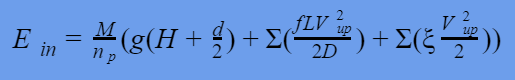 E in = M/n p (g(H + d/2) + Σ(fLV up 2/2D) + Σ(ξ V up 2/2))